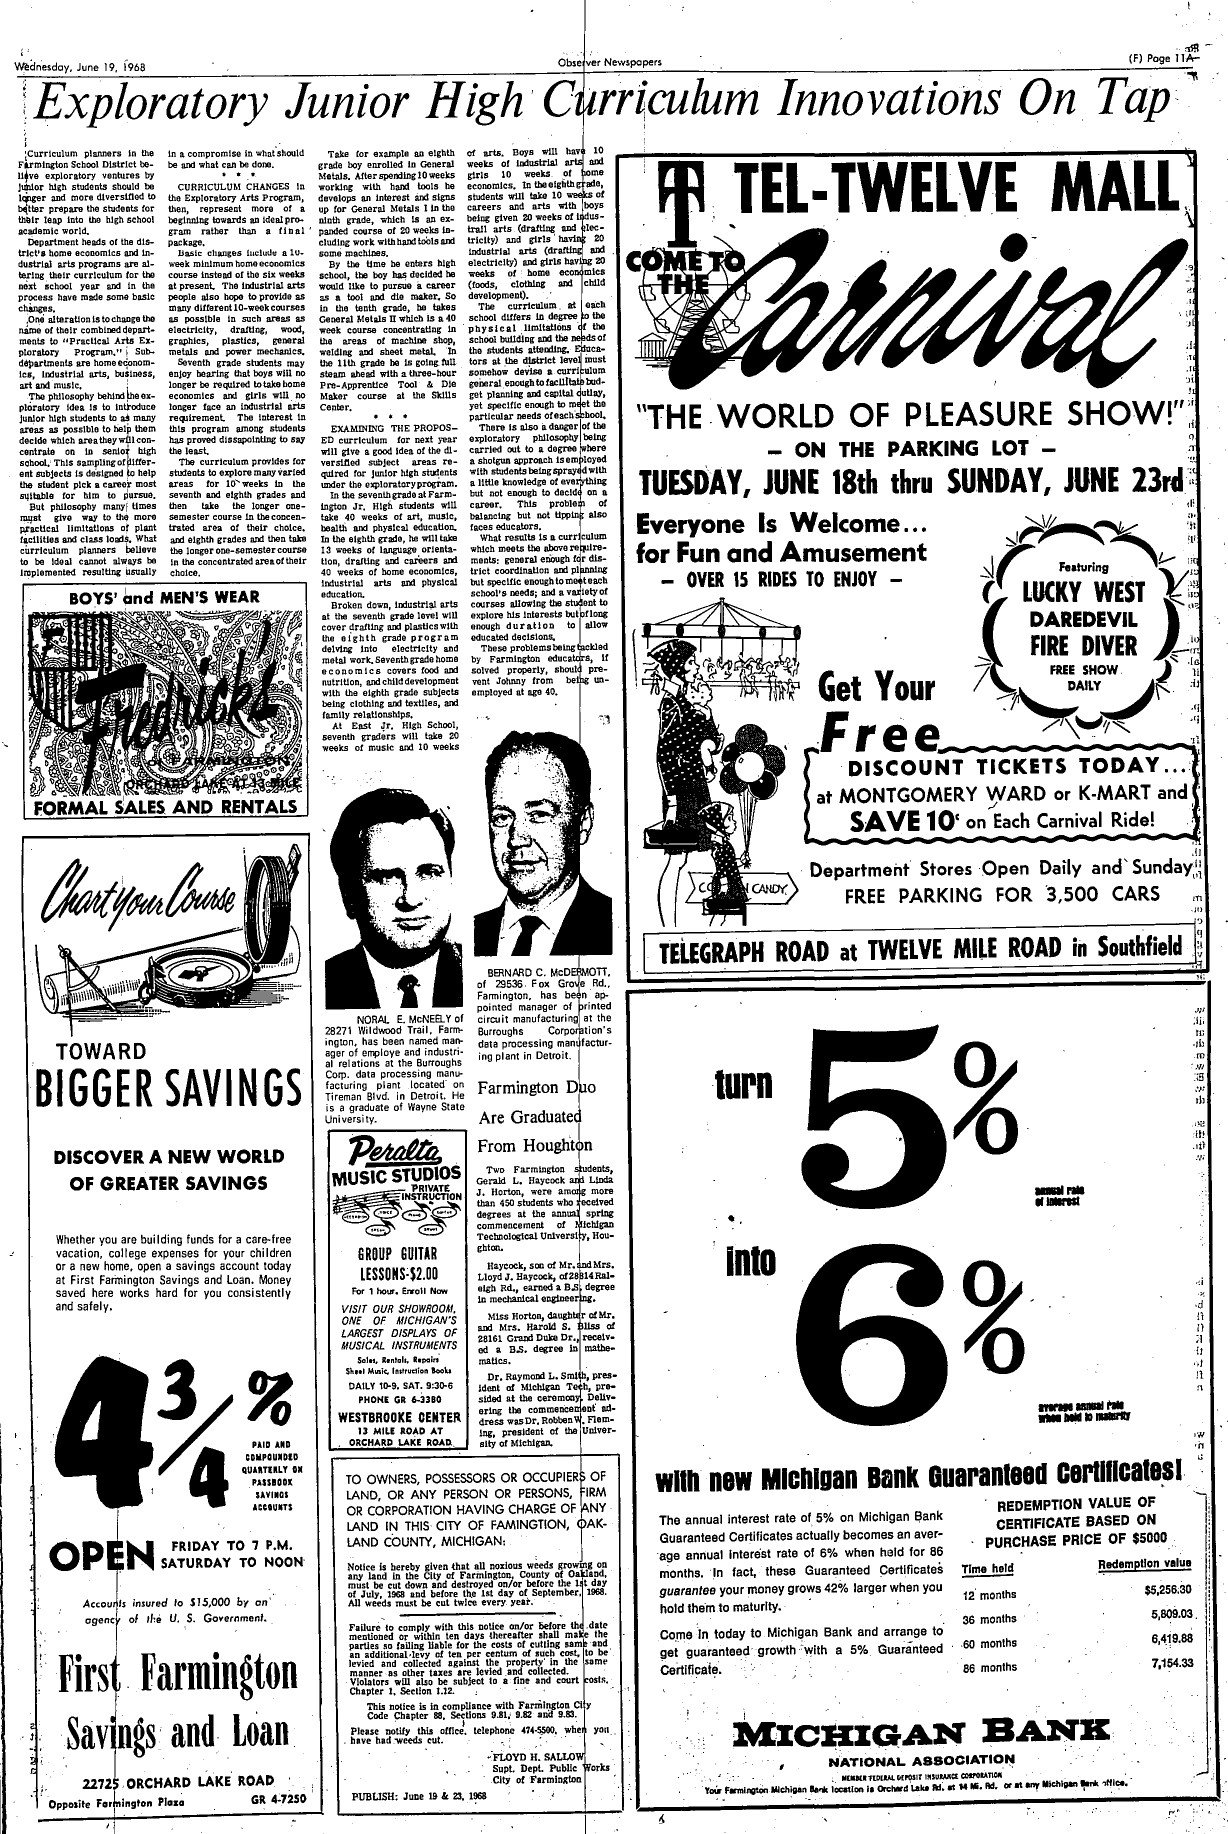 Wednesday, June 19, 1968
Observer Newspapers
(F) Page 11A
Exploratory Junior High Curriculum Innovations On Tap
Curriculum planners in the
Farmington School District be-
lieve exploratory ventures by
junior high students should be
longer and more diversified to
better prepare the students for
their leap into the high school
academic world.
Department heads of the dis-
trict's home economics and in-
dustrial arts programs are al-
tering their curriculum for the
next school year and in the
process have made some basic
changes.
One alteration is to change the
name of their combined depart-
ments to "Practical Arts Ex-
ploratory Program." Sub-
departments are home econom-
ics, industrial arts, business,
art and music.
The philosophy behind the ex-
ploratory idea is to introduce
junior high students to as many
areas as possible to help them
decide which area they will con-
centrate on in senior high
school. This sampling of differ-
ent subjects is designed to help
the student pick a career most
suitable for him to pursue.
But philosophy many times
must give way to the more
practical limitations of plant
facilities and class loads. What
curriculum planners believe
to be ideal cannot always be
implemented resulting usually
in a compromise in what should
be and what can be done.
* * *
CURRICULUM CHANGES in
the Exploratory Arts Program,
then, represent more of a
beginning towards an ideal pro-
gram rather than a final
package.
Basic changes include a 10-
week minimum home economics
course instead of the six weeks
at present. The industrial arts
people also hope to provide as
many different 10-week courses
as possible in such areas as
electricity, drafting, wood,
graphics, plastics, general
metals and power mechanics.
Seventh grade students may
enjoy hearing that boys will no
longer be required to take home
economics and girls will no
longer face an industrial arts
requirement. The interest in
this program among students
has proved dissapointing to say
the least.
The curriculum provides for
students to explore many varied
areas for 10 weeks in the
seventh and eighth grades and
then take the longer one-
semester course in the concen-
trated area of their choice.
and eighth grades and then take
the longer one-semester course
in the concentrated area of their
choice.
Take for example an eighth
grade boy enrolled in General
Metals. After spending 10 weeks
working with hand tools he
develops an interest and signs
up for General Metals I in the
ninth grade, which is an ex-
panded course of 20 weeks in-
cluding work with hand tools and
some machines.
By the time he enters high
school, the boy has decided he
would like to pursue a career
as a tool and die maker. So
in the tenth grade, he takes
General Metals II which is a 40
week course concentrating in
the areas of machine shop,
welding and sheet metal. In
the 11th grade he is going full
steam ahead with a three-hour
Pre-Apprentice Tool & Die
Maker course at the Skills
Center.
* * *
EXAMINING THE PROPOS-
ED curriculum for next year
will give a good idea of the di-
versified subject areas re-
quired for junior high students
under the exploratory program.
In the seventh grade at Farm-
ington Jr. High students will
take 40 weeks of art, music,
health and physical education.
In the eighth grade, he will take
13 weeks of language orienta-
tion, drafting and careers and
40 weeks of home economics,
industrial arts and physical
education.
Broken down, industrial arts
at the seventh grade level will
cover drafting and plastics with
the eighth grade program
delving into electricity and
metal work. Seventh grade home
economics covers food and
nutrition, and child development
with the eighth grade subjects
being clothing and textiles, and
family relationships.
At East Jr. High School,
seventh graders will take 20
weeks of music and 10 weeks
of arts. Boys will have 10
weeks of industrial arts and
girls 10 weeks of home
economics. In the eighth grade,
students will take 10 weeks of
careers and arts with boys
being given 20 weeks of indus-
trail arts (drafting and elec-
tricity) and girls having 20
industrial arts (drafting and
electricity) and girls having 20
weeks of home economics
(foods, clothing and child
development).
The curriculum at each
school differs in degree to the
physical limitations of the
school building and the needs of
the students attending. Educa-
tors at the district level must
somehow devise a curriculum
general enough to facilitate bud-
get planning and capital outlay,
yet specific enough to meet the
particular needs of each school.
There is also a danger of the
exploratory philosophy being
carried out to a degree where
a shotgun approach is employed
with students being sprayed with
a little knowledge of everything
but not enough to decide on a
career. This problem of
balancing but not tipping also
faces educators.
What results is a curriculum
which meets the above require-
ments: general enough for dis-
trict coordination and planning
but specific enough to meet each
school's needs; and a variety of
courses allowing the student to
explore his interests but of long
enough duration to allow
educated decisions.
These problems being tackled
by Farmington educators, if
solved properly, should pre-
vent Johnny from being un-
employed at age 40.
BOYS' and MEN'S WEAR
Fredrick's
of FARMINGTON
ORCHARD LAKE AT 13 MILE
FORMAL SALES AND RENTALS
Chart your Course
TOWARD
BIGGER SAVINGS
DISCOVER A NEW WORLD
OF GREATER SAVINGS
Whether you are building funds for a care-free
vacation, college expenses for your children
or a new home, open a savings account today
at First Farmington Savings and Loan. Money
saved here works hard for you consistently
and safely.
4 3/4 %
PAID AND
COMPOUNDED
QUARTERLY ON
PASSBOOK
SAVINGS
ACCOUNTS
OPEN FRIDAY TO 7 P.M.
SATURDAY TO NOON
Accounts insured to $15,000 by an
agency of the U. S. Government.
First Farmington
Savings and Loan
22725 ORCHARD LAKE ROAD
Opposite Farmington Plaza GR 4-7250
NORAL E. McNEELY of
28271 Wildwood Trail, Farm-
ington, has been named man-
ager of employe and industri-
al relations at the Burroughs
Corp. data processing manu-
facturing plant located on
Tireman Blvd. in Detroit. He
is a graduate of Wayne State
University.
BERNARD C. McDERMOTT,
of 29536 Fox Grove Rd.,
Farmington, has been ap-
pointed manager of printed
circuit manufacturing at the
Burroughs Corporation's
data processing manufactur-
ing plant in Detroit.
Peralta
MUSIC STUDIOS
PRIVATE
INSTRUCTION
GROUP GUITAR
LESSONS-$2.00
For 1 hour. Enroll Now
VISIT OUR SHOWROOM,
ONE OF MICHIGAN'S
LARGEST DISPLAYS OF
MUSICAL INSTRUMENTS
Sales, Rentals, Repairs
Sheet Music, Instruction Books
DAILY 10-9, SAT. 9:30-6
PHONE GR 6-3380
WESTBROOKE CENTER
13 MILE ROAD AT
ORCHARD LAKE ROAD
Farmington Duo
Are Graduated
From Houghton
Two Farmington students,
Gerald L. Haycock and Linda
J. Horton, were among more
than 450 students who received
degrees at the annual spring
commencement of Michigan
Technological University, Hou-
ghton.
Haycock, son of Mr. and Mrs.
Lloyd J. Haycock, of 28814 Ral-
eigh Rd., earned a B.S. degree
in mechanical engineering.
Miss Horton, daughter of Mr.
and Mrs. Harold S. Bliss of
28161 Grand Duke Dr., receiv-
ed a B.S. degree in mathe-
matics.
Dr. Raymond L. Smith, pres-
ident of Michigan Tech, pre-
sided at the ceremony. Deliv-
ering the commencement ad-
dress was Dr. Robben W. Flem-
ing, president of the Univer-
sity of Michigan.
TO OWNERS, POSSESSORS OR OCCUPIERS OF
LAND, OR ANY PERSON OR PERSONS, FIRM
OR CORPORATION HAVING CHARGE OF ANY
LAND IN THIS CITY OF FAMINGTION, OAK-
LAND COUNTY, MICHIGAN:
Notice is hereby given that all noxious weeds growing on
any land in the City of Farmington, County of Oakland,
must be cut down and destroyed on/or before the 1st day
of July, 1968 and before the 1st day of September, 1968.
All weeds must be cut twice every year.
Failure to comply with this notice on/or before the date
mentioned or within ten days thereafter shall make the
parties so failing liable for the costs of cutting same and
an additional levy of ten per centum of such cost, to be
levied and collected against the property in the same
manner as other taxes are levied and collected.
Violators will also be subject to a fine and court costs.
Chapter 1, Section 1.12.
This notice is in compliance with Farmington City
Code Chapter 88, Sections 9.81, 9.82 and 9.83.
Please notify this office, telephone 474-5500, when you
have had weeds cut.
-FLOYD H. SALLOW
Supt. Dept. Public Works
City of Farmington
PUBLISH: June 19 & 23, 1968
TEL-TWELVE MALL
COME TO
THE
Carnival
"THE WORLD OF PLEASURE SHOW!"
— ON THE PARKING LOT —
TUESDAY, JUNE 18th thru SUNDAY, JUNE 23rd
Everyone Is Welcome...
for Fun and Amusement
— OVER 15 RIDES TO ENJOY —
Featuring
LUCKY WEST
DAREDEVIL
FIRE DIVER
FREE SHOW
DAILY
Get Your
Free
DISCOUNT TICKETS TODAY...
at MONTGOMERY WARD or K-MART and
SAVE 10¢ on Each Carnival Ride!
CANDY
Department Stores Open Daily and Sunday
FREE PARKING FOR 3,500 CARS
TELEGRAPH ROAD at TWELVE MILE ROAD in Southfield
turn 5%
annual rate
of interest
into 6%
average annual rate
when held to maturity
with new Michigan Bank Guaranteed Certificates!
The annual interest rate of 5% on Michigan Bank
Guaranteed Certificates actually becomes an aver-
age annual interest rate of 6% when held for 86
months. In fact, these Guaranteed Certificates
guarantee your money grows 42% larger when you
hold them to maturity.
Come in today to Michigan Bank and arrange to
get guaranteed growth with a 5% Guaranteed
Certificate.
REDEMPTION VALUE OF
CERTIFICATE BASED ON
PURCHASE PRICE OF $5000
Time held Redemption value
12 months $5,256.30
36 months 5,809.03
60 months 6,419.88
86 months 7,154.33
MICHIGAN BANK
NATIONAL ASSOCIATION
MEMBER FEDERAL DEPOSIT INSURANCE CORPORATION
Your Farmington Michigan Bank location is Orchard Lake Rd. at 14 Mi. Rd. or at any Michigan Bank office.